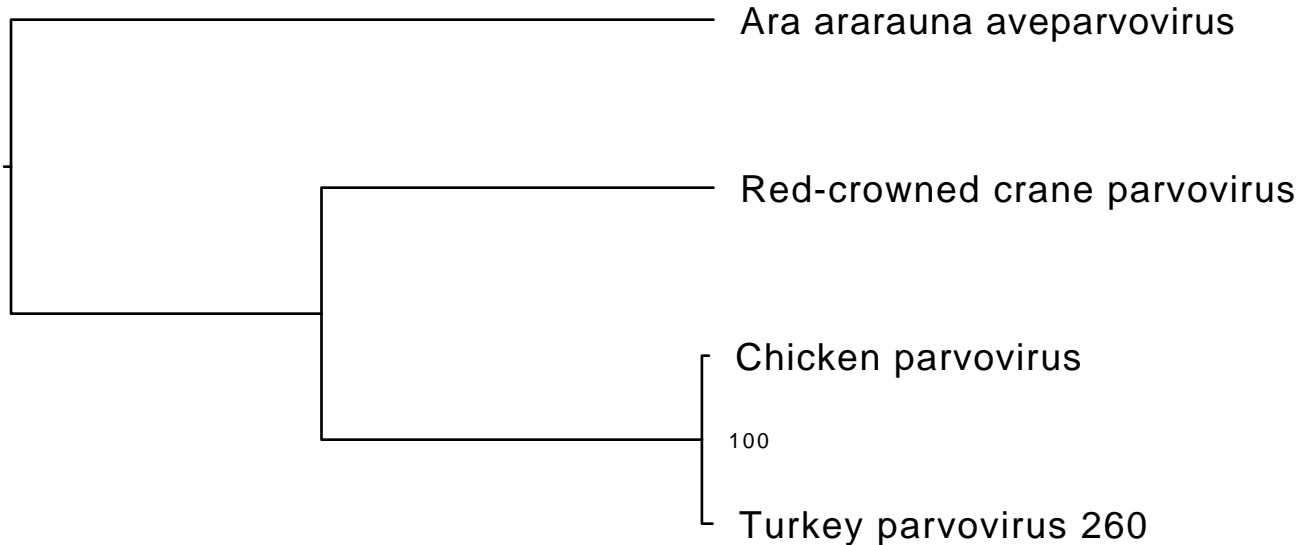 Ara ararauna aveparvovirus
Red-crowned crane parvovirus
Chicken parvovirus
100
Turkey parvovirus 260